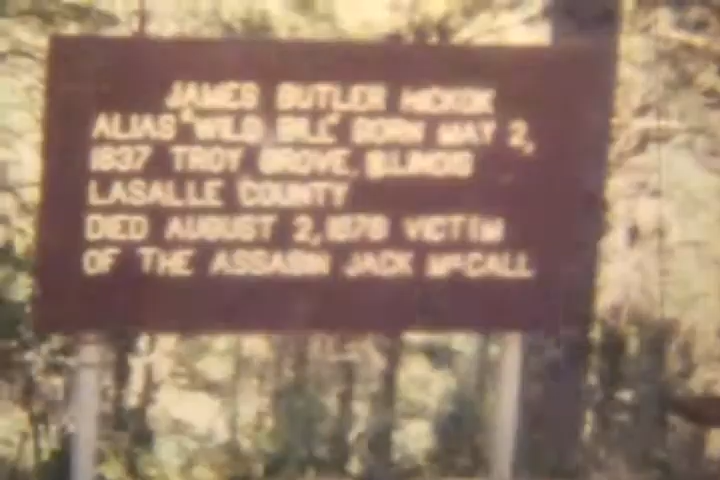 JAMES BUTLER HICKOK
ALIAS "WILD BILL" BORN MAY 2,
1837 TROY GROVE, ILLINOIS
LASALLE COUNTY
DIED AUGUST 2, 1876 VICTIM
OF THE ASSASIN JACK McCALL